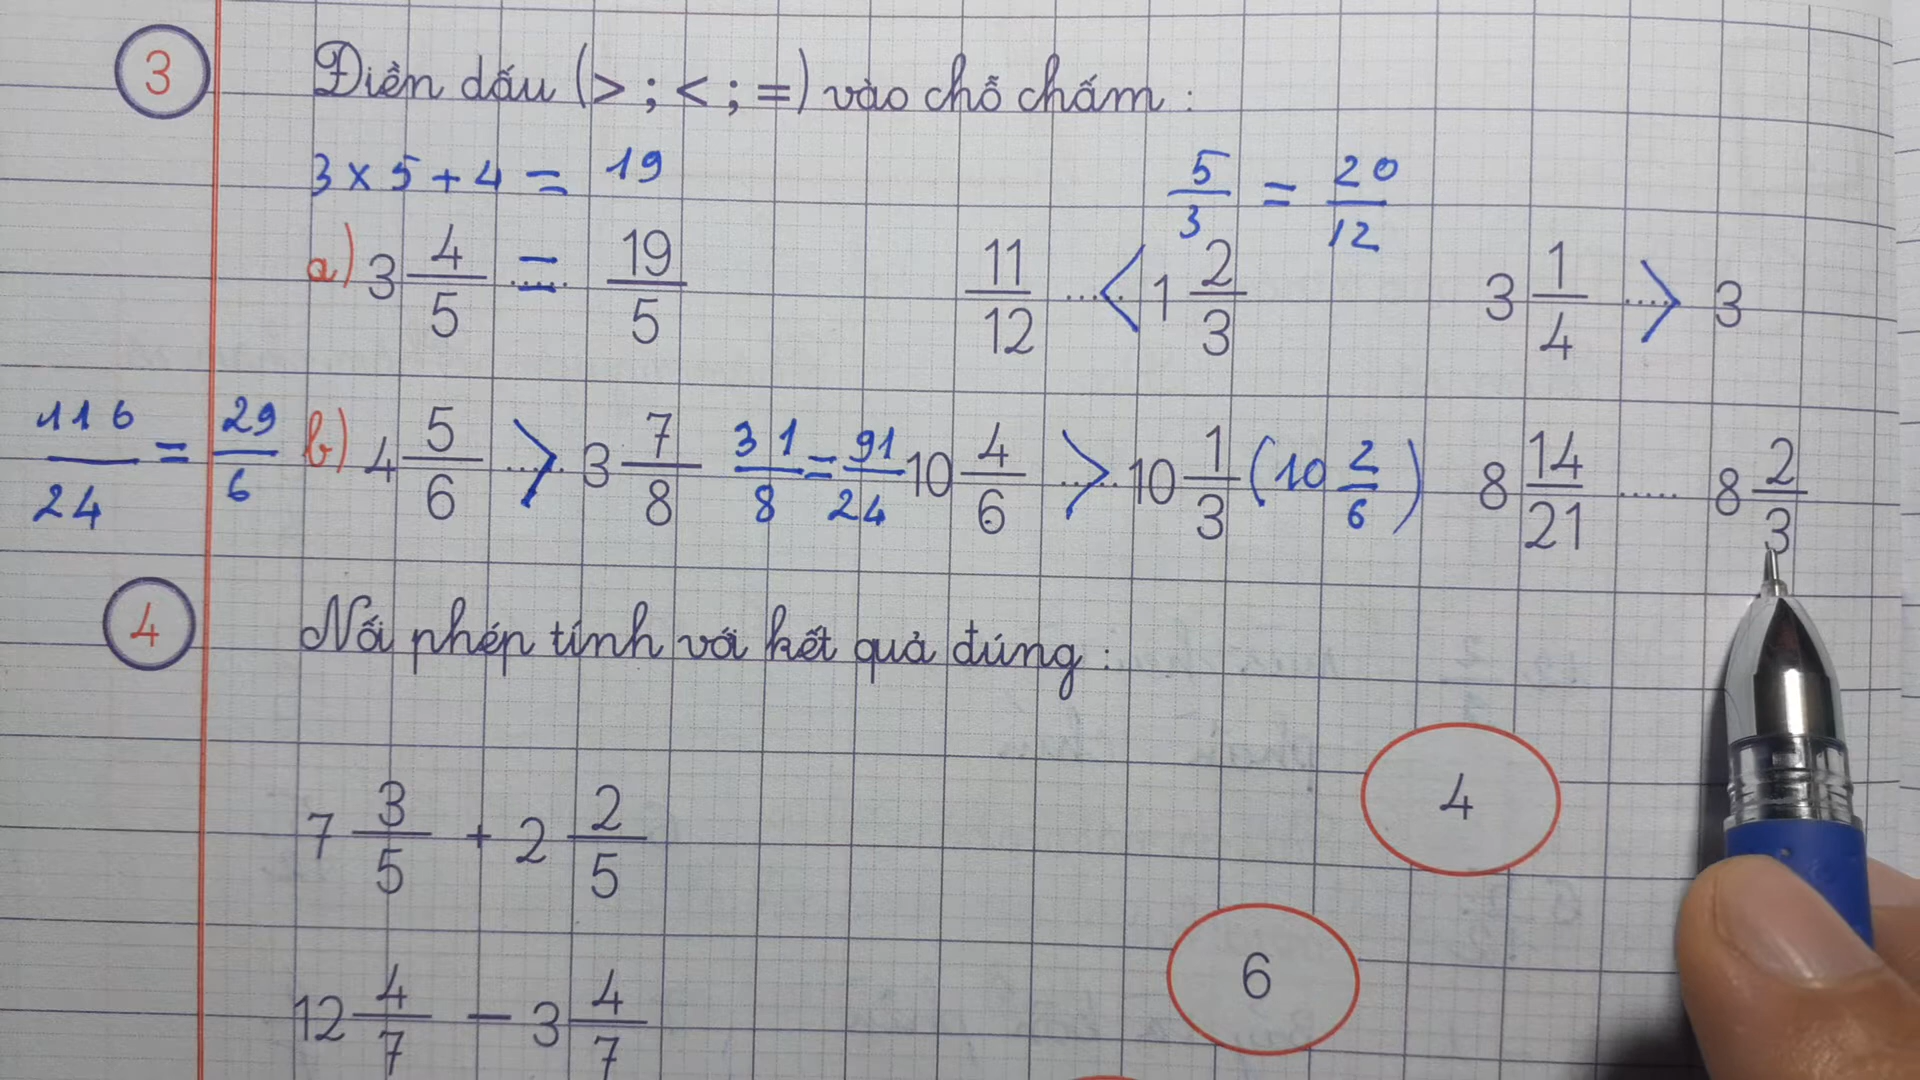 3 Điền dấu (> ; < ; =) vào chỗ chấm :
3 x 5 + 4 = 19
5/3 = 20/12
a) 3 4/5 ..=.. 19/5
11/12 ..<.. 1 2/3
3 1/4 ..>.. 3
116/24 = 29/6
b) 4 5/6 ..>.. 3 7/8
31/8 = 91/24
10 4/6 ..>.. 10 1/3 (10 2/6)
8 14/21 ..... 8 2/3
4 Nối phép tính với kết quả đúng :
4
7 3/5 + 2 2/5
6
12 4/7 - 3 4/7